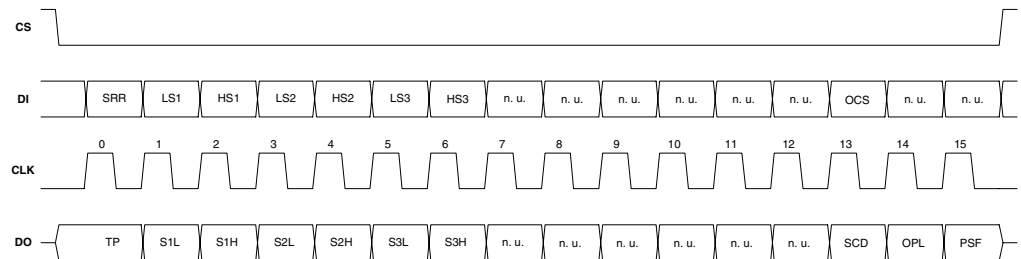 CS
DI SRR LS1 HS1 LS2 HS2 LS3 HS3 n. u. n. u. n. u. n. u. n. u. n. u. OCS n. u. n. u.
0 1 2 3 4 5 6 7 8 9 10 11 12 13 14 15
CLK
DO TP S1L S1H S2L S2H S3L S3H n. u. n. u. n. u. n. u. n. u. n. u. SCD OPL PSF